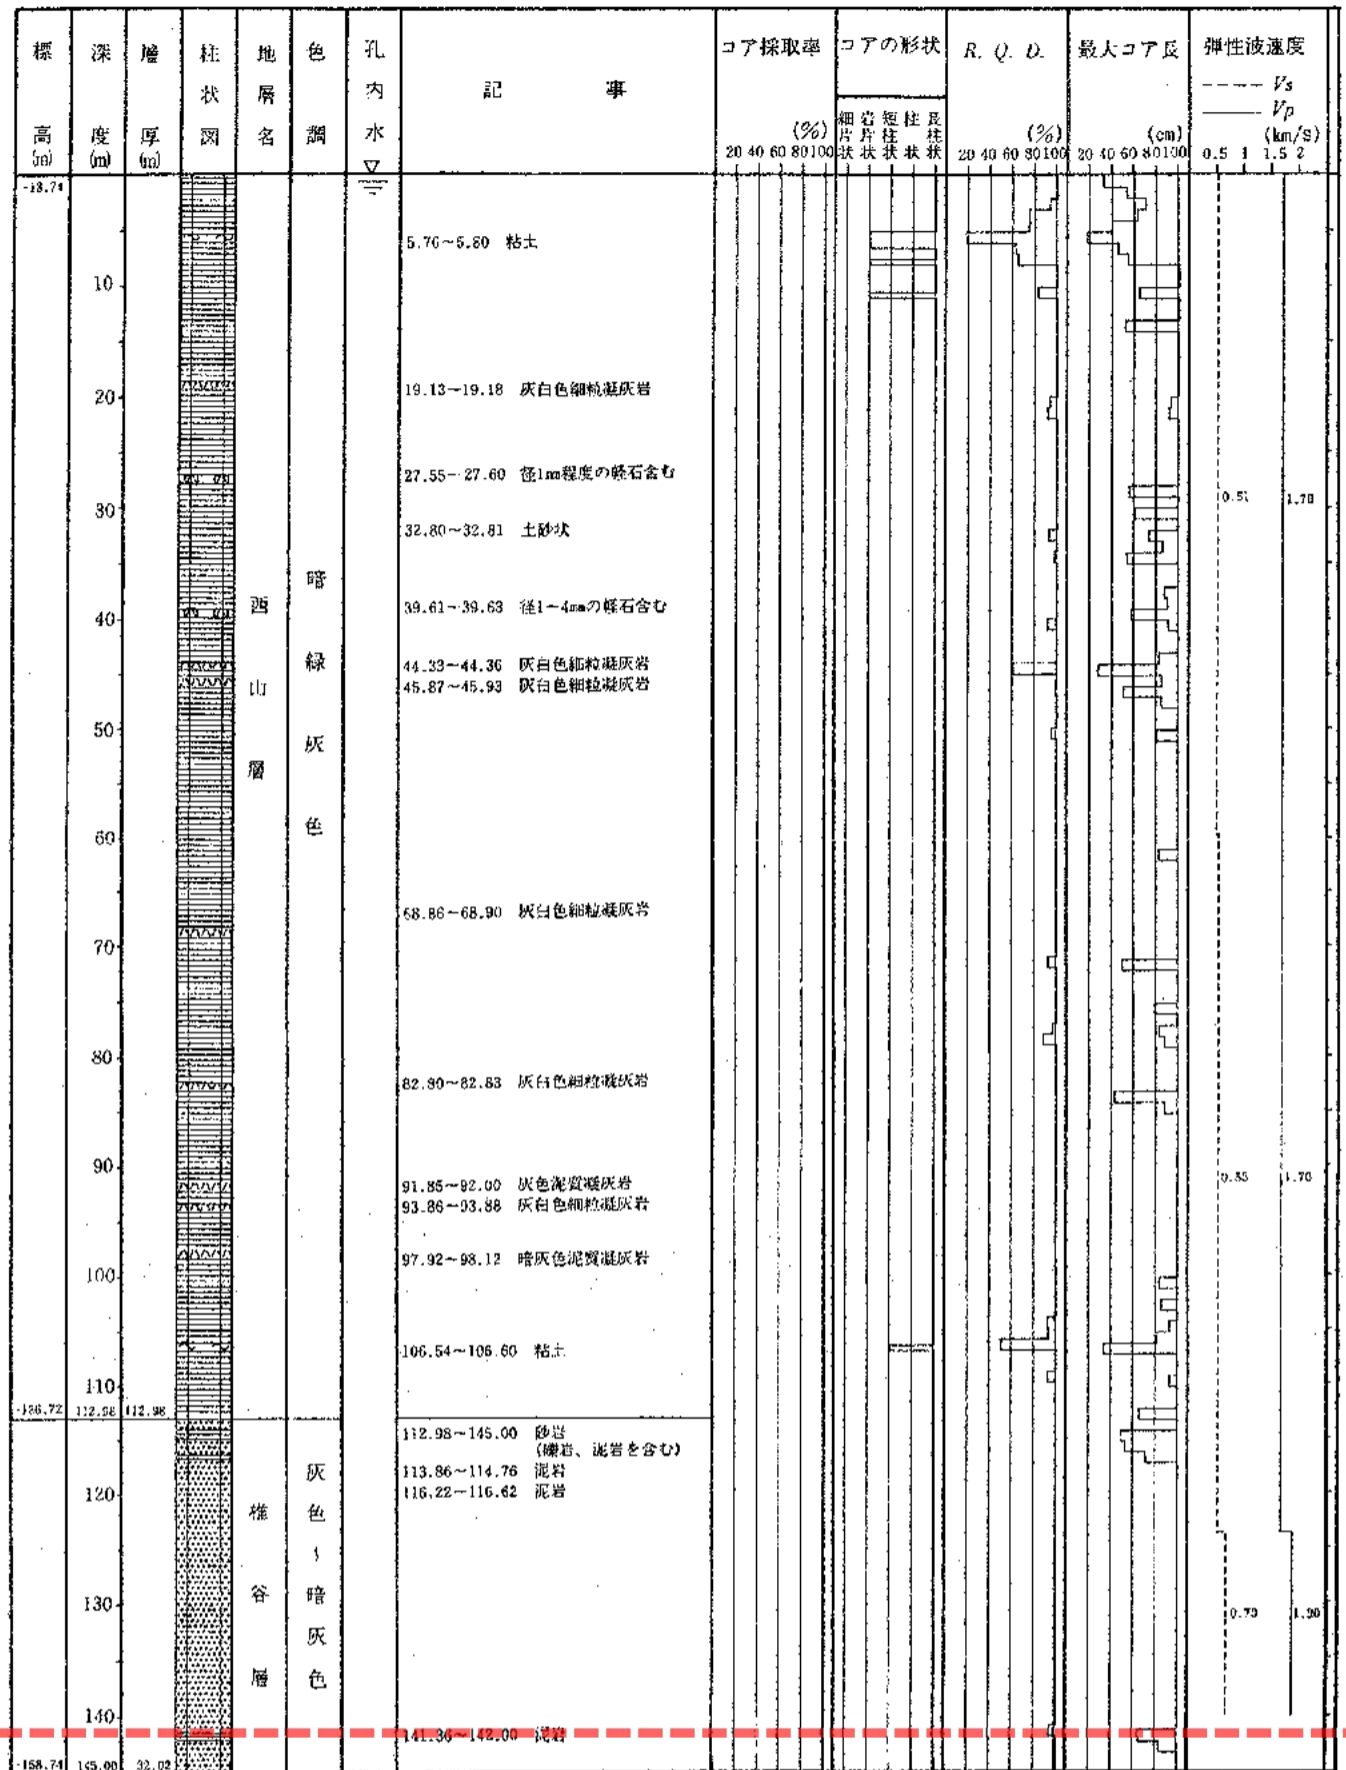 標高(m)
深度(m)
層厚(m)
柱状図
地層名
色調
孔内水
記事
コア採取率
(%)
20 40 60 80 100
コアの形状
細片状 岩片状 短柱状 柱状 長柱状
R. Q. D.
(%)
20 40 60 80 100
最大コア長
(cm)
20 40 60 80 100
弾性波速度
Vs
Vp
(km/s)
0.5 1 1.5 2
5.76~5.80 粘土
10
19.13~19.18 灰白色細粒凝灰岩
20
27.55~27.60 径1mm程度の軽石含む
1.70
30
32.80~32.81 土砂状
39.61~39.63 径1~4mmの軽石含む
40
44.33~44.36 灰白色細粒凝灰岩
45.87~45.93 灰白色細粒凝灰岩
50
西山層
暗緑灰色
60
68.86~68.90 灰白色細粒凝灰岩
70
80
灰白色細粒凝灰岩
90
91.85~92.00 灰色泥質凝灰岩
93.86~93.88 灰白色細粒凝灰岩
1.70
97.92~98.12 暗灰色泥質凝灰岩
100
106.54~106.60 粘土
110
112.98 112.98
112.98~145.00 砂岩
(礫岩、泥岩を含む)
113.86~114.76 泥岩
116.22~116.62 泥岩
120
椎谷層
灰色~暗灰色
130
1.90
140
141.36~142.00 泥岩
-158.74 145.00 32.02